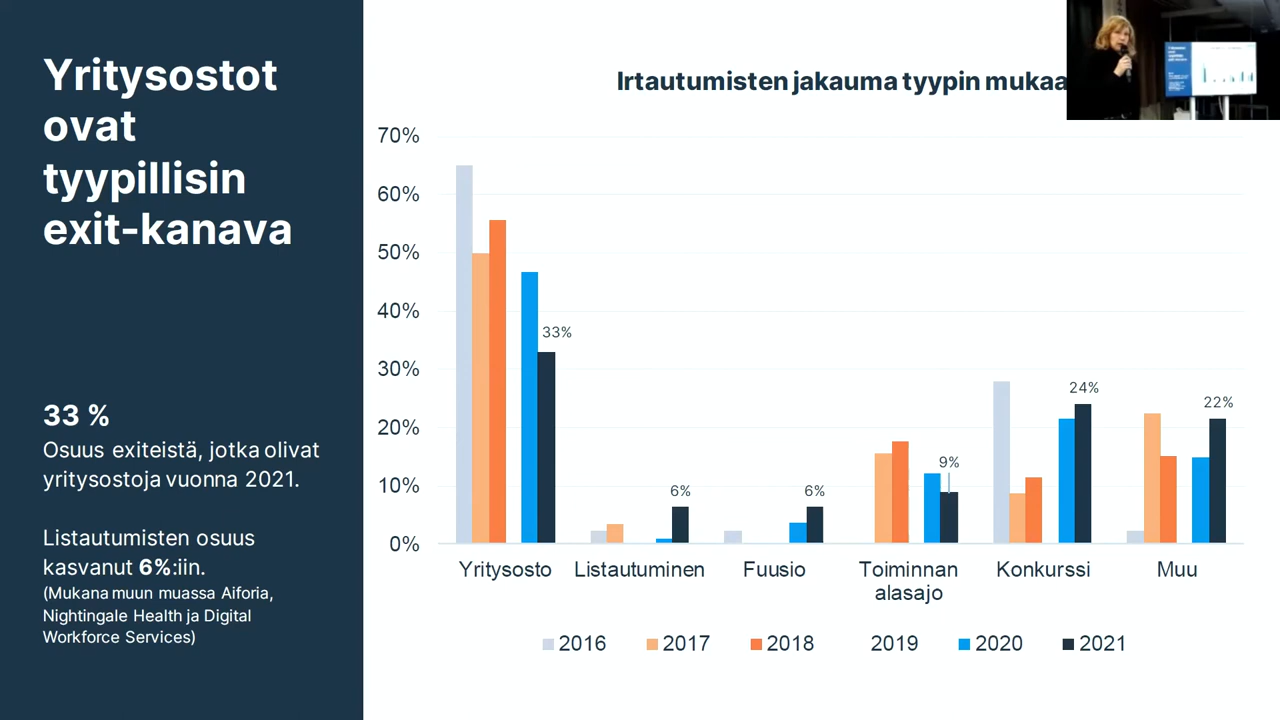 Yritysostot
ovat
tyypillisin
exit-kanava
33 %
Osuus exiteistä, jotka olivat
yritysostoja vuonna 2021.
Listautumisten osuus
kasvanut 6%:iin.
(Mukana muun muassa Aiforia,
Nightingale Health ja Digital
Workforce Services)
Irtautumisten jakauma tyypin mukaa
70%
60%
50%
40%
30%
20%
10%
0%
33%
6%
6%
9%
24%
22%
Yritysosto
Listautuminen
Fuusio
Toiminnan
alasajo
Konkurssi
Muu
2016
2017
2018
2019
2020
2021